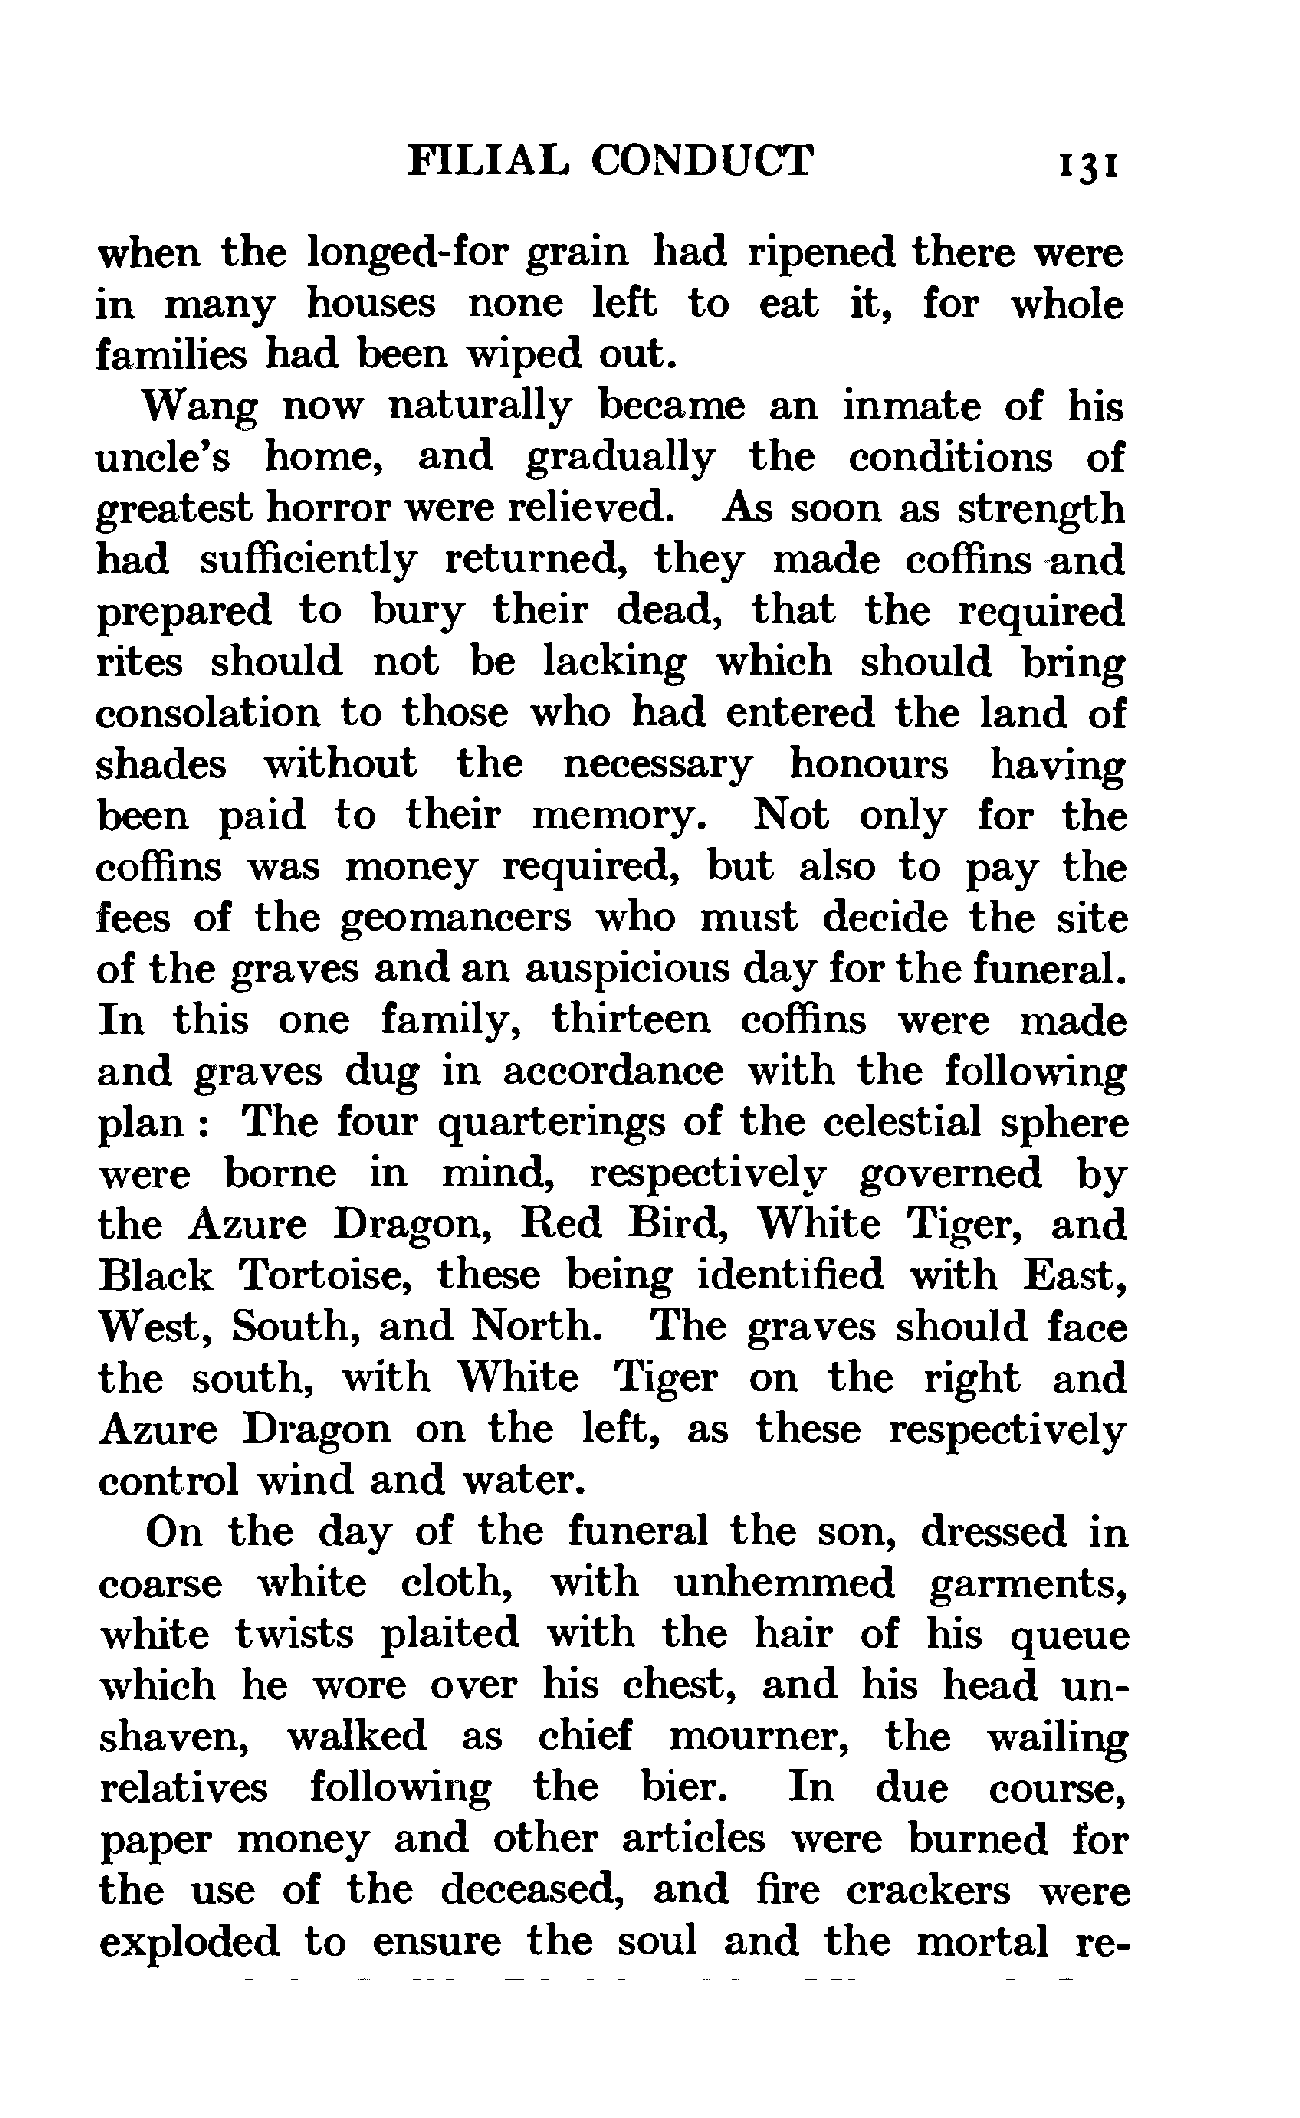 FILIAL CONDUCT 131
when the longed-for grain had ripened there were
in many houses none left to eat it, for whole
families had been wiped out.
Wang now naturally became an inmate of his
uncle's home, and gradually the conditions of
greatest horror were relieved. As soon as strength
had sufficiently returned, they made coffins and
prepared to bury their dead, that the required
rites should not be lacking which should bring
consolation to those who had entered the land of
shades without the necessary honours having
been paid to their memory. Not only for the
coffins was money required, but also to pay the
fees of the geomancers who must decide the site
of the graves and an auspicious day for the funeral.
In this one family, thirteen coffins were made
and graves dug in accordance with the following
plan : The four quarterings of the celestial sphere
were borne in mind, respectively governed by
the Azure Dragon, Red Bird, White Tiger, and
Black Tortoise, these being identified with East,
West, South, and North. The graves should face
the south, with White Tiger on the right and
Azure Dragon on the left, as these respectively
control wind and water.
On the day of the funeral the son, dressed in
coarse white cloth, with unhemmed garments,
white twists plaited with the hair of his queue
which he wore over his chest, and his head un-
shaven, walked as chief mourner, the wailing
relatives following the bier. In due course,
paper money and other articles were burned for
the use of the deceased, and fire crackers were
exploded to ensure the soul and the mortal re-